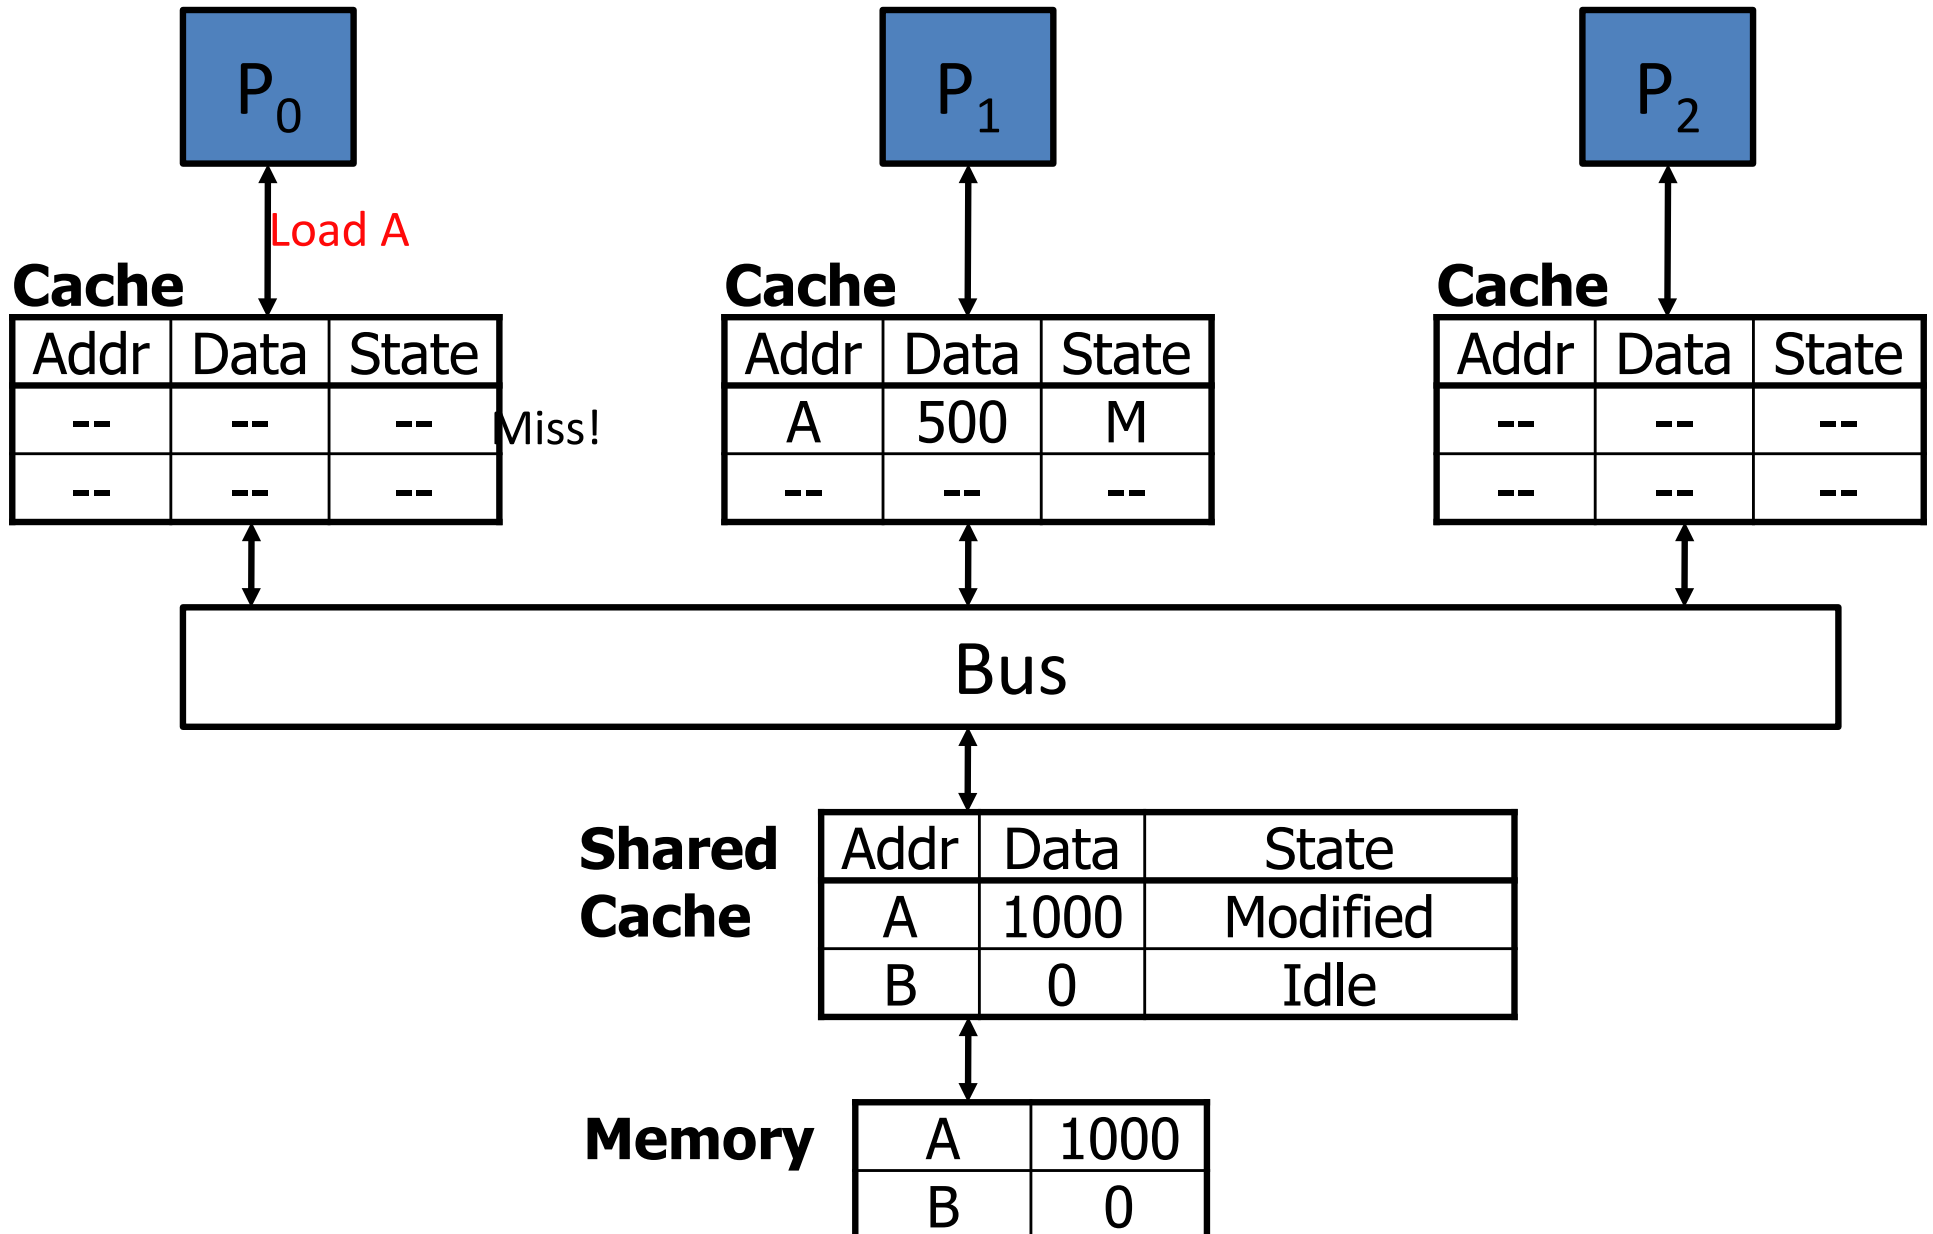 P0 P1 P2
Load A
Cache Cache Cache
Addr Data State Addr Data State Addr Data State
-- -- -- Miss! A 500 M -- -- --
-- -- -- -- -- -- -- -- --
Bus
Shared Addr Data State
Cache A 1000 Modified
B 0 Idle
Memory A 1000
B 0